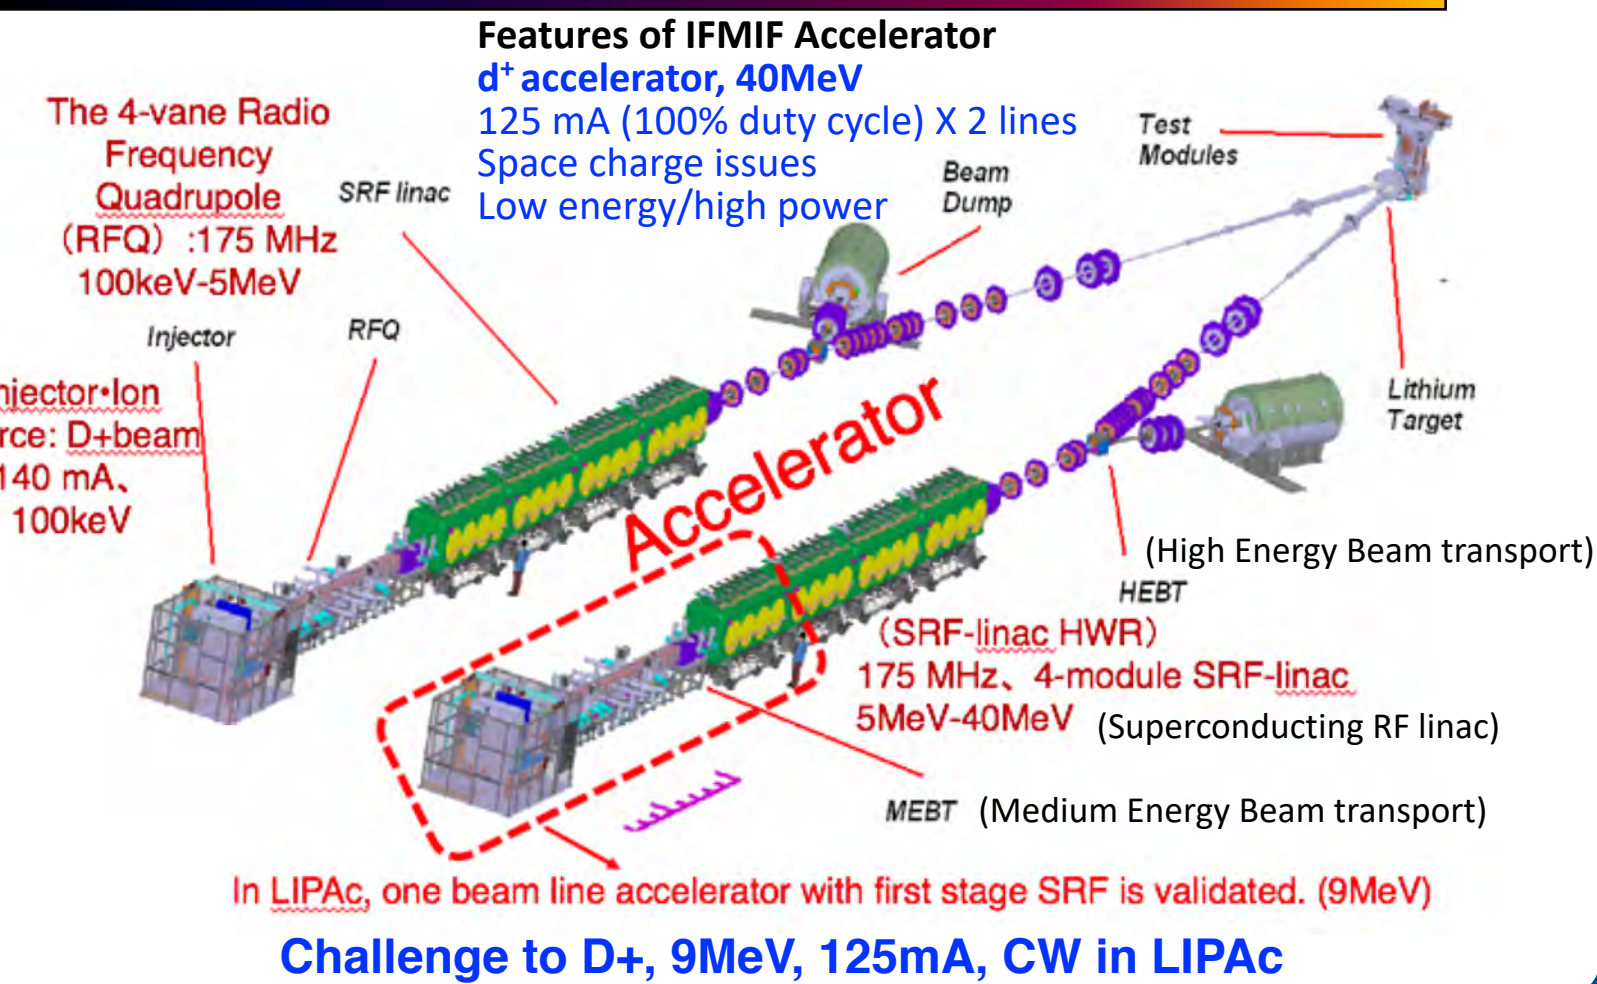 Features of IFMIF Accelerator
d+ accelerator, 40MeV
125 mA (100% duty cycle) X 2 lines
Space charge issues
Low energy/high power
The 4-vane Radio
Frequency
Quadrupole
（RFQ）:175 MHz
100keV-5MeV
SRF linac
Beam
Dump
Test
Modules
Injector
RFQ
njector•Ion
rce: D+beam
140 mA、
100keV
Lithium
Target
Accelerator
(High Energy Beam transport)
HEBT
（SRF-linac HWR）
175 MHz、4-module SRF-linac
5MeV-40MeV
(Superconducting RF linac)
MEBT
(Medium Energy Beam transport)
In LIPAc, one beam line accelerator with first stage SRF is validated. (9MeV)
Challenge to D+, 9MeV, 125mA, CW in LIPAc